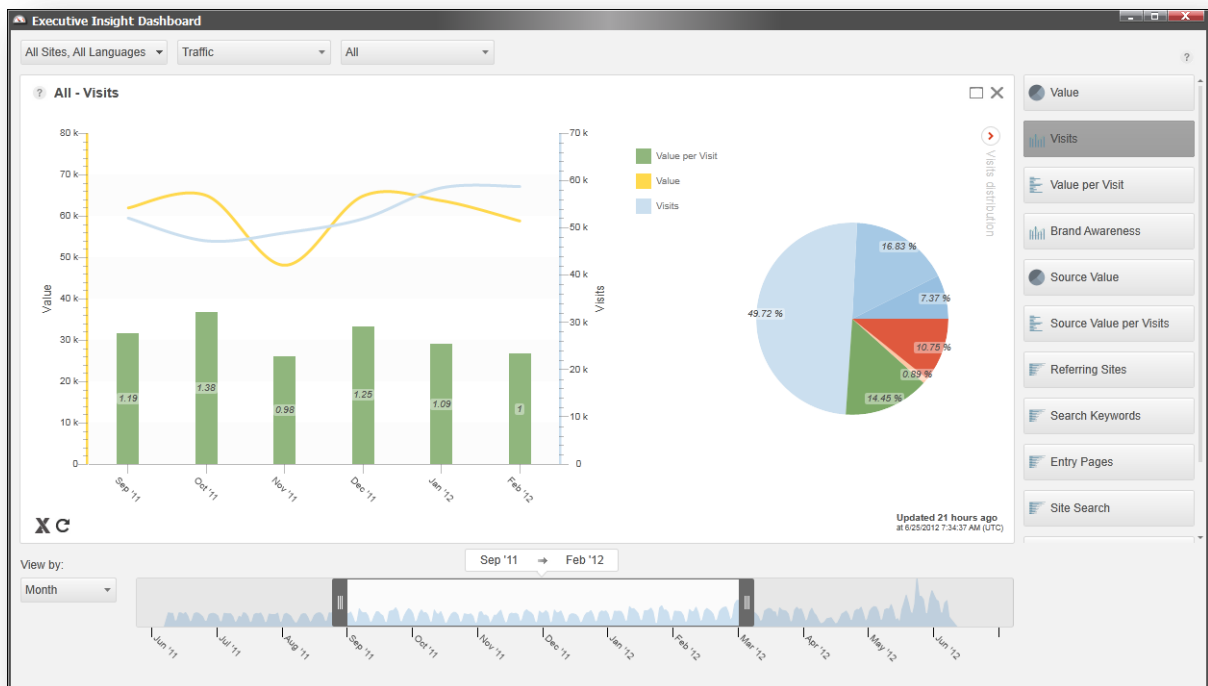 Executive Insight Dashboard
All Sites, All Languages
Traffic
All
?
? All - Visits
80 k
70 k
60 k
50 k
40 k
30 k
20 k
10 k
0
Value
1.19
1.38
0.98
1.25
1.09
1
Sep '11
Oct '11
Nov '11
Dec '11
Jan '12
Feb '12
70 k
60 k
50 k
40 k
30 k
20 k
10 k
0
Visits
Value per Visit
Value
Visits
Visits distribution
16.83 %
7.37 %
49.72 %
10.75 %
0.89 %
14.45 %
X
Updated 21 hours ago
at 6/25/2012 7:34:37 AM (UTC)
Value
Visits
Value per Visit
Brand Awareness
Source Value
Source Value per Visits
Referring Sites
Search Keywords
Entry Pages
Site Search
View by:
Month
Sep '11 → Feb '12
Jun '11
Jul '11
Aug '11
Sep '11
Oct '11
Nov '11
Dec '11
Jan '12
Feb '12
Mar '12
Apr '12
May '12
Jun '12